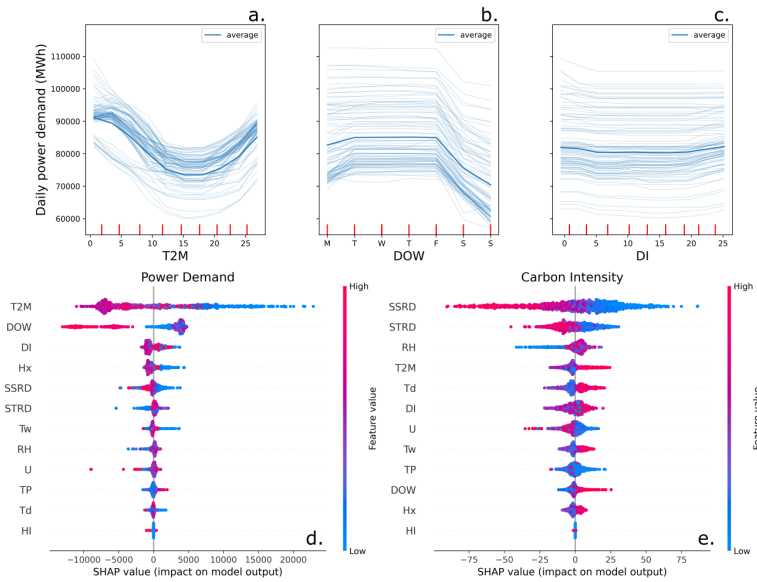 a.
b.
c.
average
average
average
Daily power demand (MWh)
110000
100000
90000
80000
70000
60000
0 5 10 15 20 25
M T W T F S S
0 5 10 15 20 25
T2M
DOW
DI
Power Demand
T2M
DOW
DI
Hx
SSRD
STRD
Tw
RH
U
TP
Td
HI
−10000 −5000 0 5000 10000 15000 20000
SHAP value (impact on model output)
High
Feature value
Low
d.
Carbon Intensity
SSRD
STRD
RH
T2M
Td
DI
U
Tw
TP
DOW
Hx
HI
−75 −50 −25 0 25 50 75
SHAP value (impact on model output)
High
Low
e.